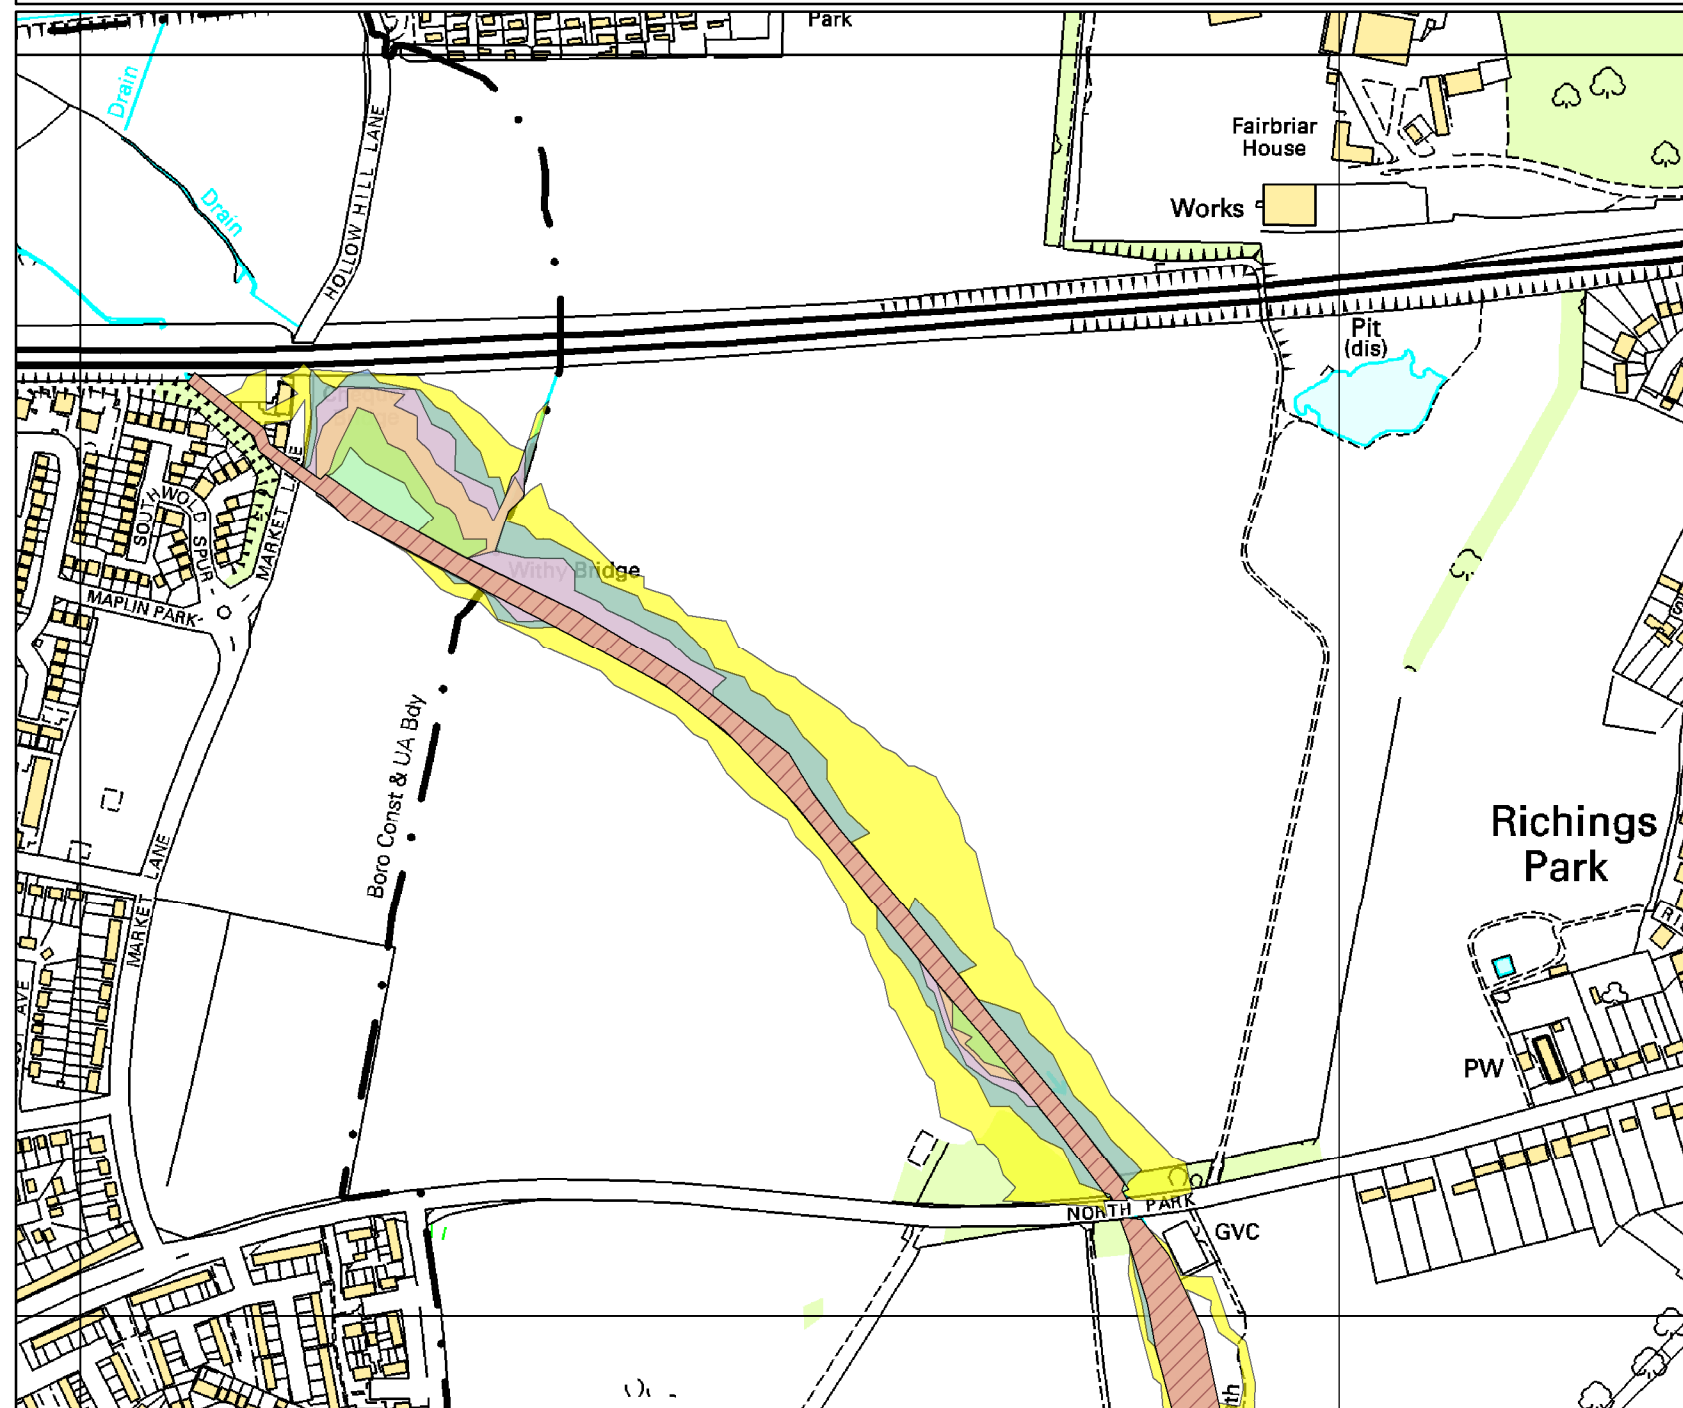 Park
Drain
Drain
HOLLOW HILL LANE
Fairbriar
House
Works
Pit
(dis)
MARKET LANE
SOUTHWOLD SPUR
Withy Bridge
MAPLIN PARK
Boro Const & UA Bdy
Richings
Park
MARKET LANE
AVE
PW
NORTH PARK
GVC